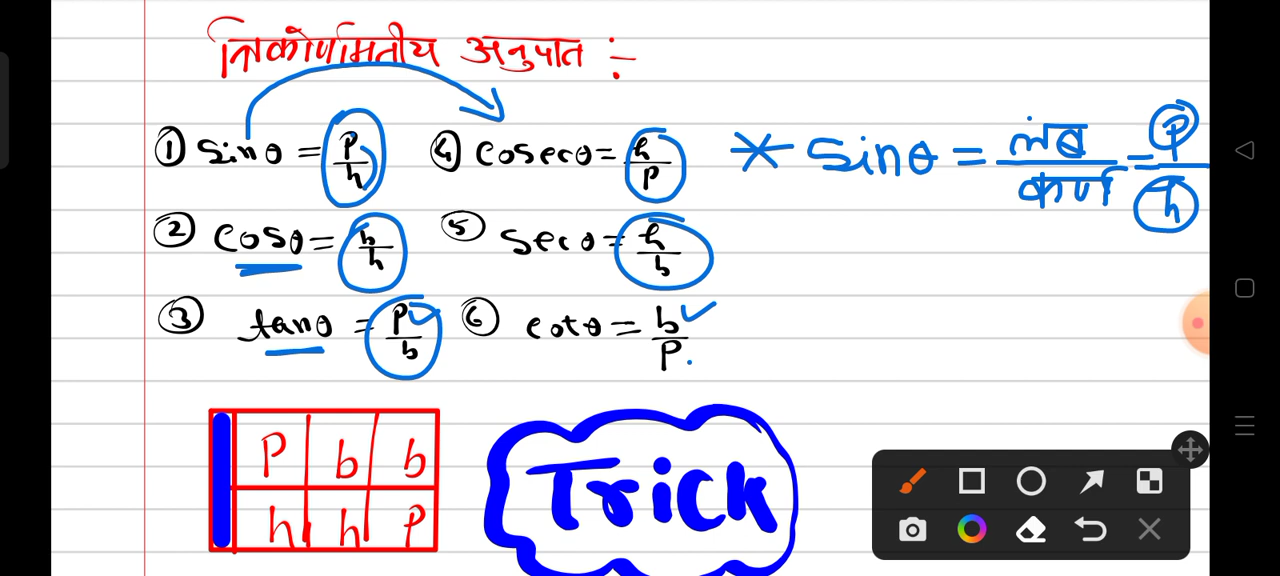 त्रिकोणमितीय अनुपात :-
① sinθ = p/h ④ cosecθ = h/p * sinθ = लंब/कर्ण = p/h
② cosθ = b/h ⑤ secθ = h/b
③ tanθ = p/b ⑥ cotθ = b/p
P b b
h h P
Trick